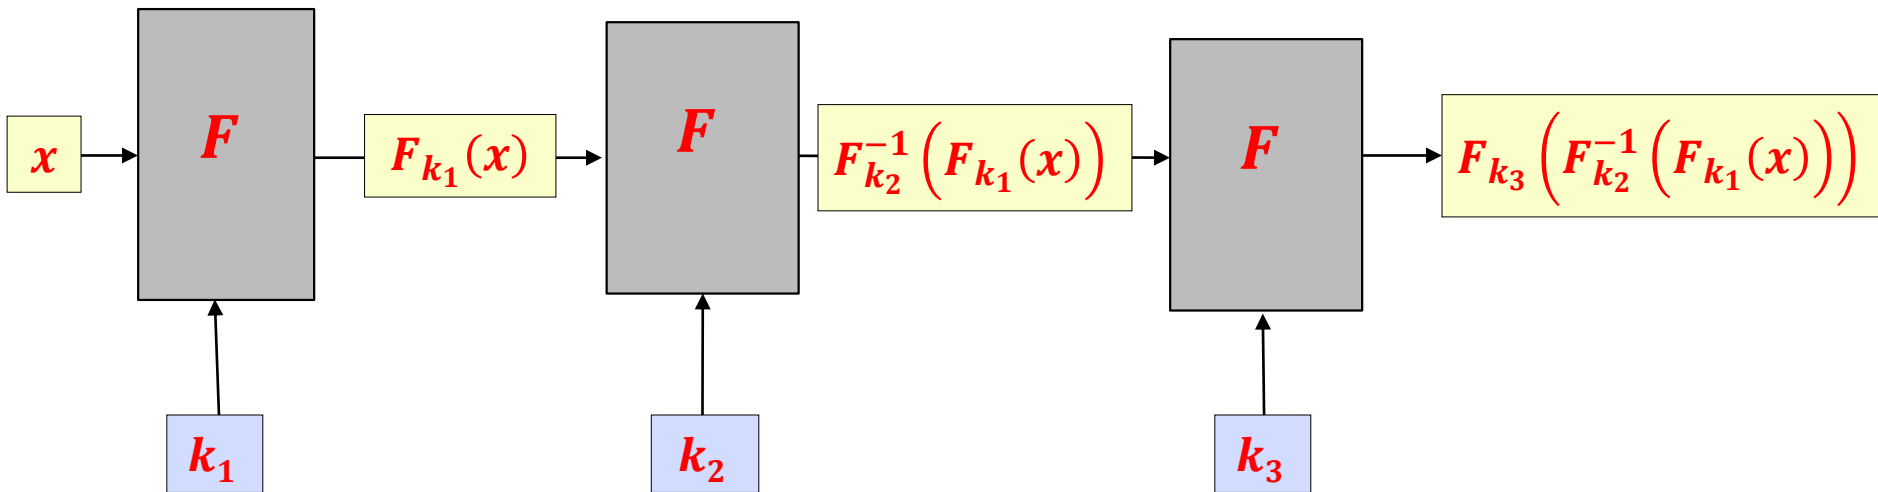 x
F
F_{k_1}(x)
F
F_{k_2}^{-1}(F_{k_1}(x))
F
F_{k_3}(F_{k_2}^{-1}(F_{k_1}(x)))
k_1
k_2
k_3